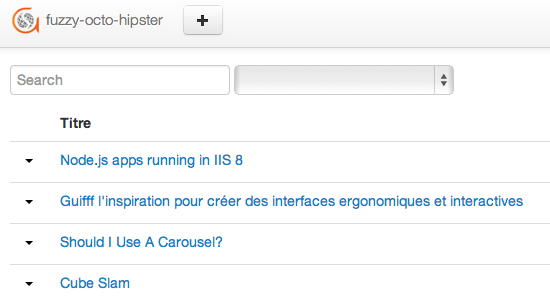 fuzzy-octo-hipster +
Search
Titre
Node.js apps running in IIS 8
Guifff l'inspiration pour créer des interfaces ergonomiques et interactives
Should I Use A Carousel?
Cube Slam